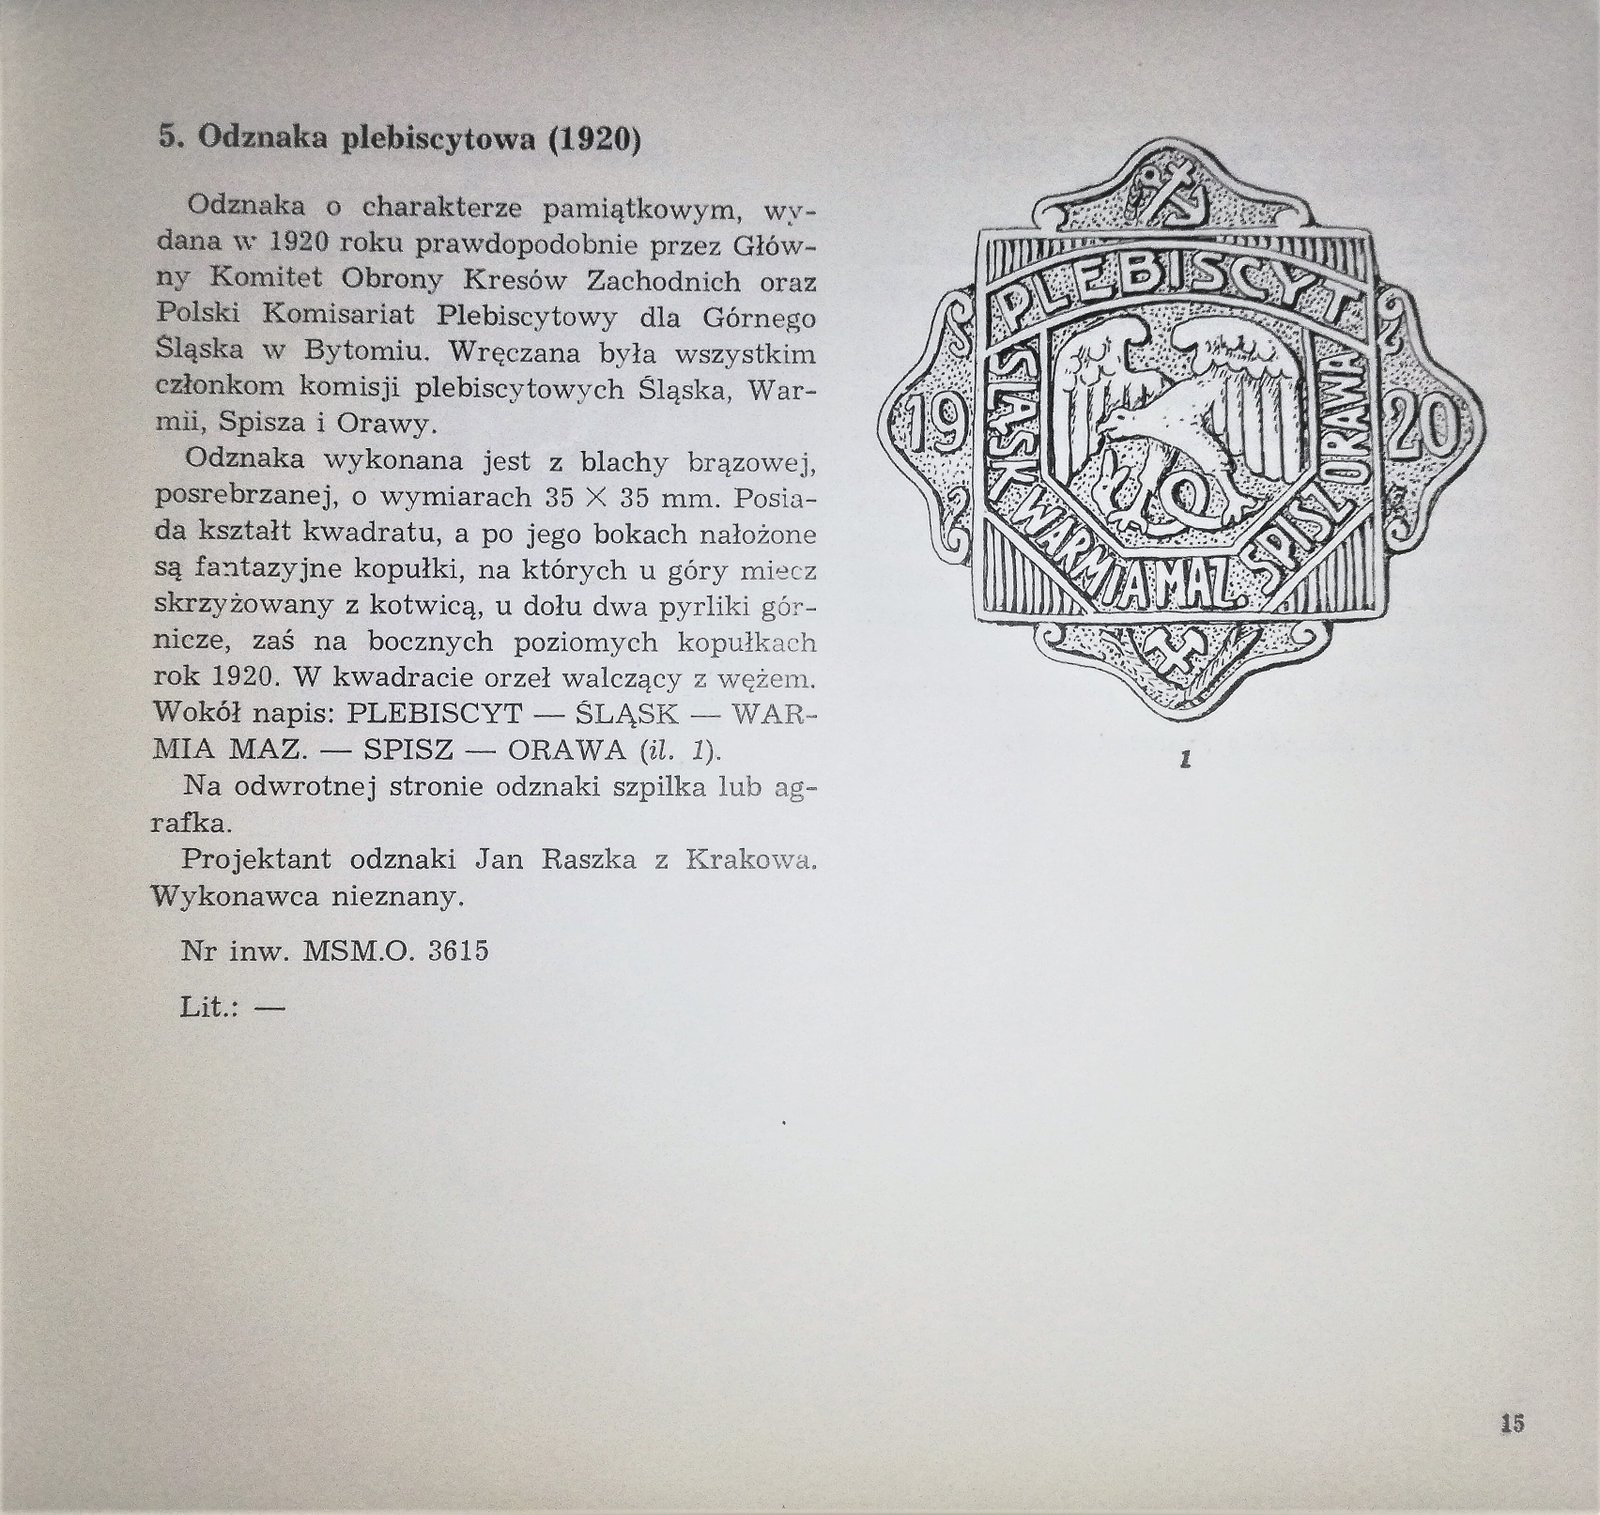 5. Odznaka plebiscytowa (1920)
Odznaka o charakterze pamiątkowym, wy-
dana w 1920 roku prawdopodobnie przez Głów-
ny Komitet Obrony Kresów Zachodnich oraz
Polski Komisariat Plebiscytowy dla Górnego
Śląska w Bytomiu. Wręczana była wszystkim
członkom komisji plebiscytowych Śląska, War-
mii, Spisza i Orawy.
Odznaka wykonana jest z blachy brązowej,
posrebrzanej, o wymiarach 35 × 35 mm. Posia-
da kształt kwadratu, a po jego bokach nałożone
są fantazyjne kopułki, na których u góry miecz
skrzyżowany z kotwicą, u dołu dwa pyrliki gór-
nicze, zaś na bocznych poziomych kopułkach
rok 1920. W kwadracie orzeł walczący z wężem.
Wokół napis: PLEBISCYT — ŚLĄSK — WAR-
MIA MAZ. — SPISZ — ORAWA (il. 1).
Na odwrotnej stronie odznaki szpilka lub ag-
rafka.
Projektant odznaki Jan Raszka z Krakowa.
Wykonawca nieznany.
Nr inw. MSM.O. 3615
Lit.: —
PLEBISCYT
19
20
ŚLĄSK
WARMIA MAZ.
SPISZ
ORAWA
1
15